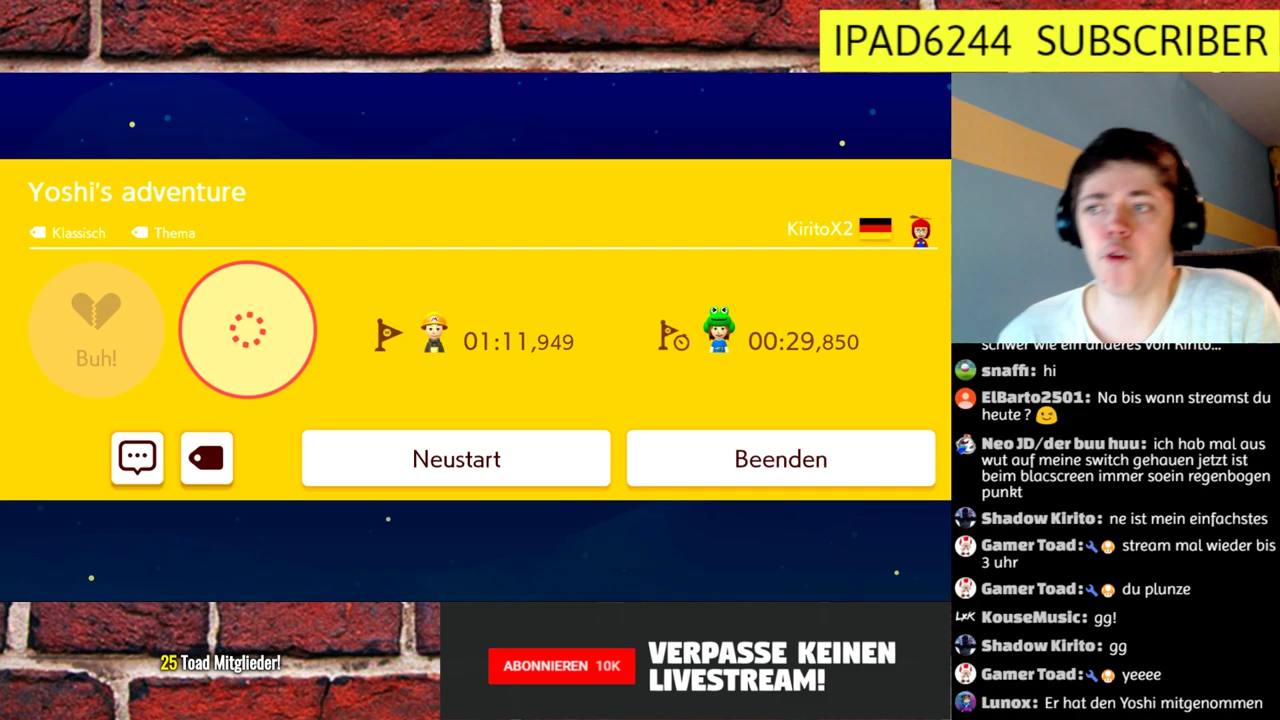 IPAD6244 SUBSCRIBER
Yoshi's adventure
Klassisch Thema
KiritoX2
Buh!
01:11,949
00:29,850
Neustart
Beenden
schwer wie ein anderes von Kirito...
snaffi: hi
ElBarto2501: Na bis wann streamst du
heute ?
Neo JD/der buu huu: ich hab mal aus
wut auf meine switch gehauen jetzt ist
beim blacscreen immer soein regenbogen
punkt
Shadow Kirito: ne ist mein einfachstes
Gamer Toad: stream mal wieder bis
3 uhr
Gamer Toad: du plunze
LxK KouseMusic: gg!
Shadow Kirito: gg
Gamer Toad: yeeee
Lunox: Er hat den Yoshi mitgenommen
25 Toad Mitglieder!
ABONNIEREN 10K
VERPASSE KEINEN
LIVESTREAM!